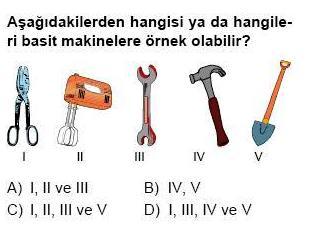 Aşağıdakilerden hangisi ya da hangile-
ri basit makinelere örnek olabilir?
I II III IV V
A) I, II ve III B) IV, V
C) I, II, III ve V D) I, III, IV ve V